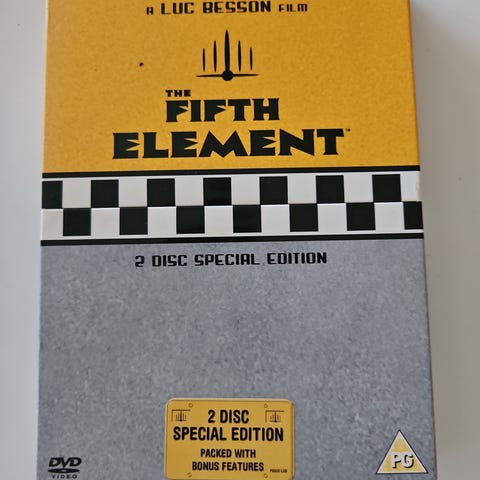 A LUC BESSON FILM
THE
FIFTH
ELEMENT™
2 DISC SPECIAL EDITION
2 DISC
SPECIAL EDITION
PACKED WITH
BONUS FEATURES
DVD
VIDEO
PG